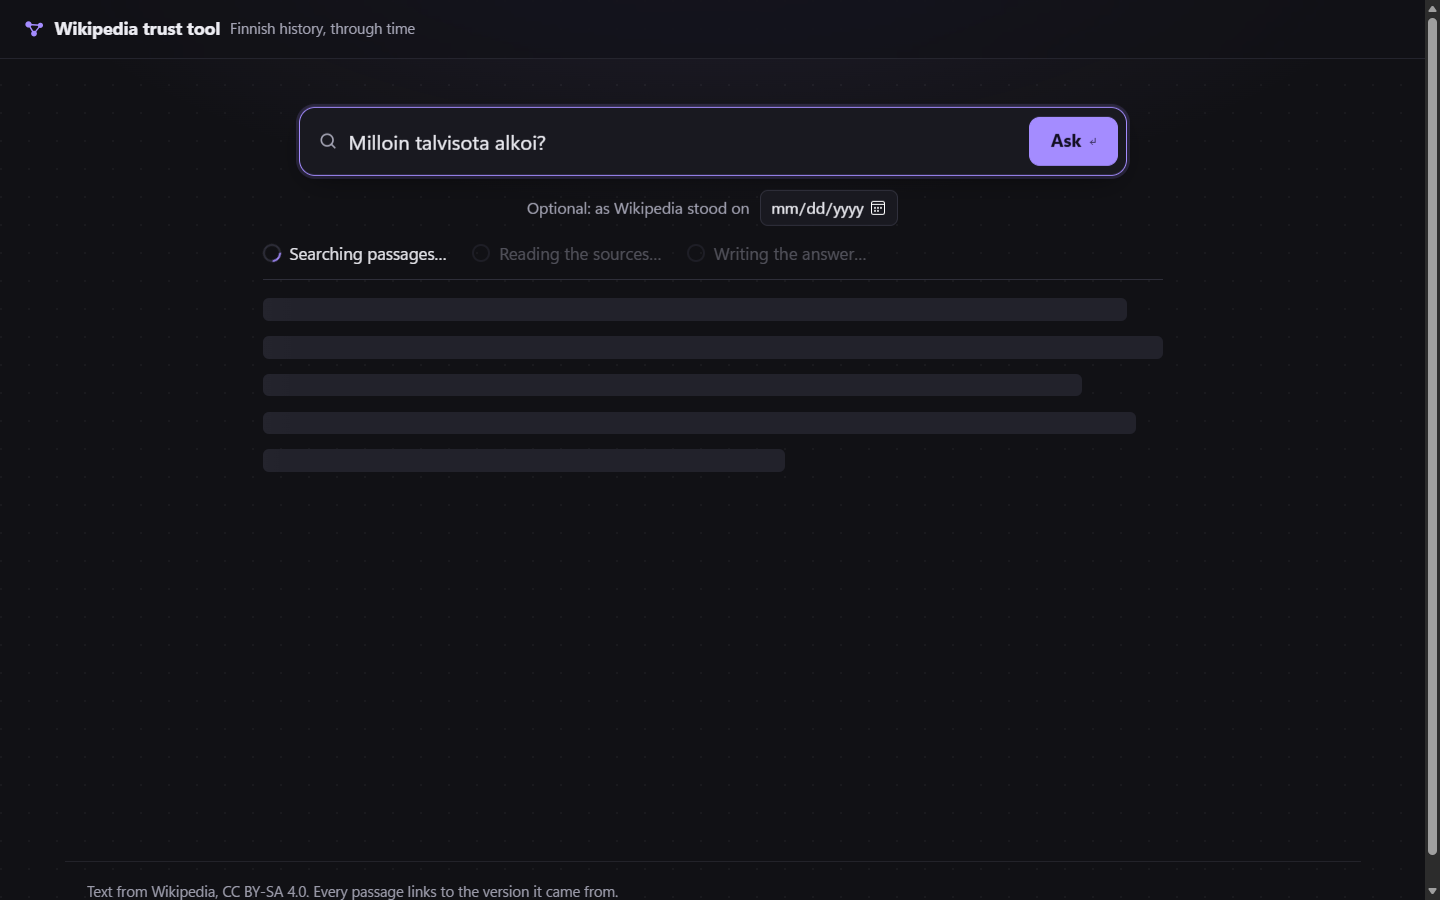 Wikipedia trust tool Finnish history, through time
Milloin talvisota alkoi? Ask ↵
Optional: as Wikipedia stood on mm/dd/yyyy
Searching passages... Reading the sources... Writing the answer...
Text from Wikipedia, CC BY-SA 4.0. Every passage links to the version it came from.